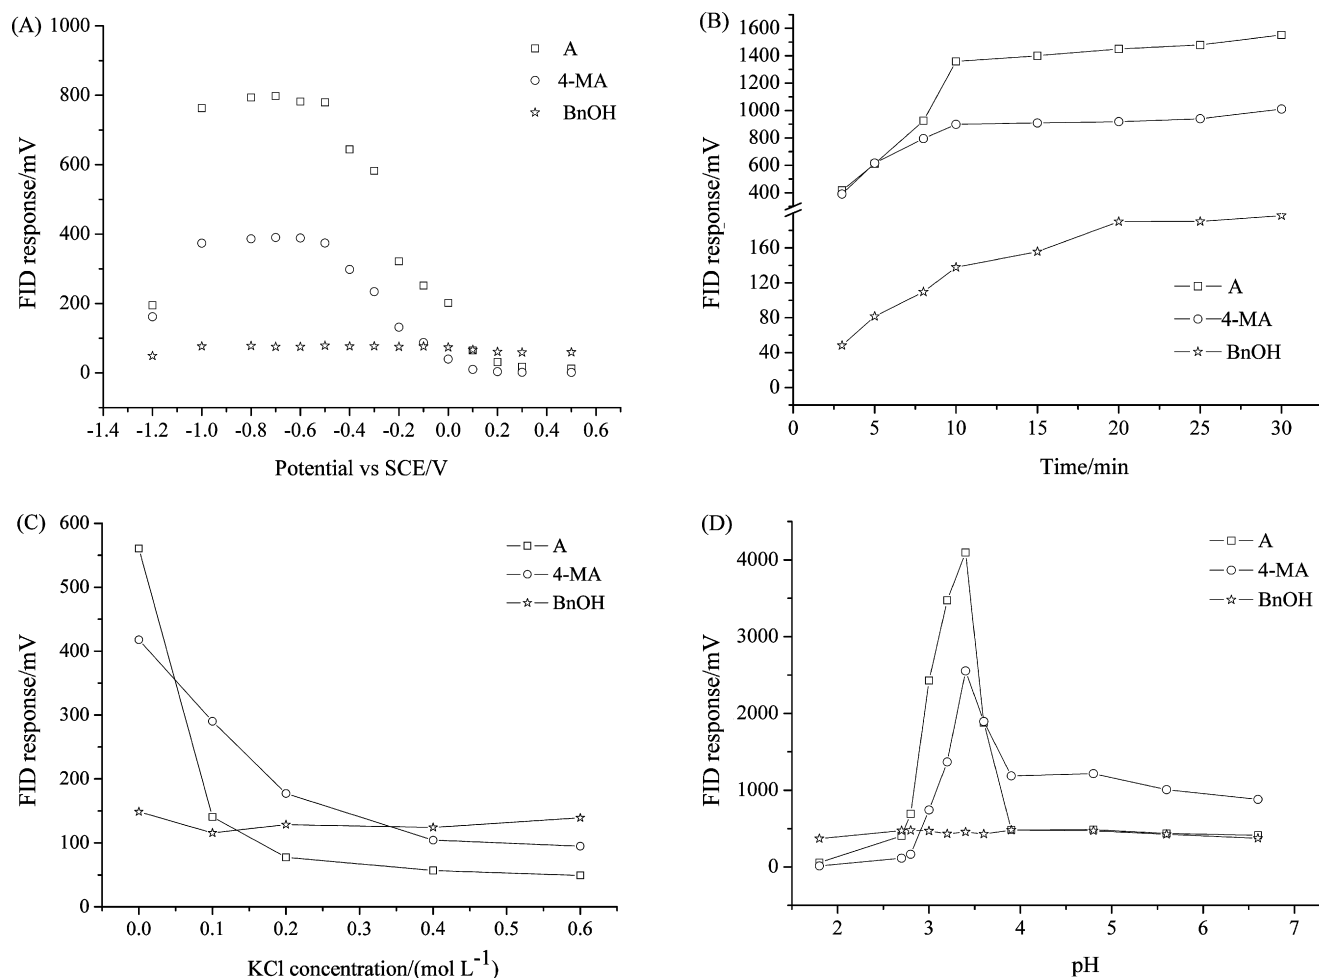 (A)
1000
800
600
400
200
0
FID response/mV
A
4-MA
BnOH
-1.4 -1.2 -1.0 -0.8 -0.6 -0.4 -0.2 0.0 0.2 0.4 0.6
Potential vs SCE/V
(B)
1600
1400
1200
1000
800
600
400
160
120
80
40
0
FID response/mV
A
4-MA
BnOH
0 5 10 15 20 25 30
Time/min
(C)
600
500
400
300
200
100
0
FID response/mV
A
4-MA
BnOH
0.0 0.1 0.2 0.3 0.4 0.5 0.6
KCl concentration/(mol L-1)
(D)
4000
3000
2000
1000
0
FID response/mV
A
4-MA
BnOH
2 3 4 5 6 7
pH